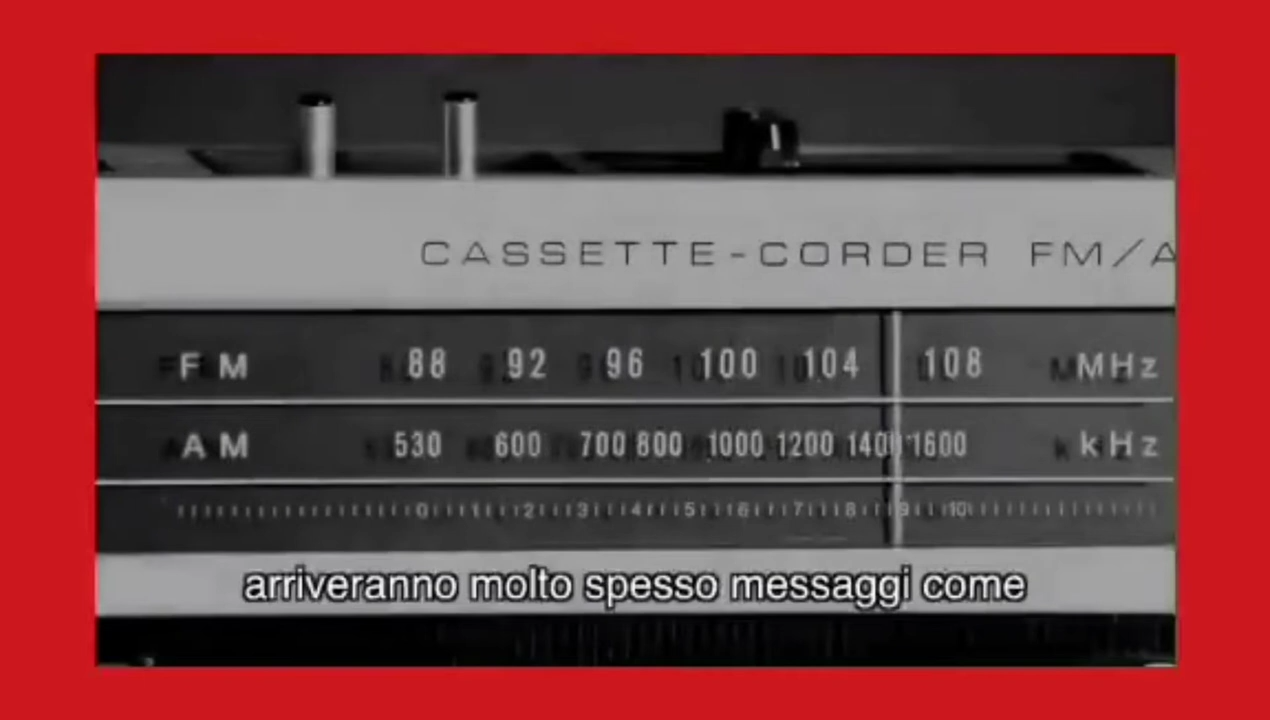 CASSETTE-CORDER FM/A
FM 88 92 96 100 104 108 MHz
AM 530 600 700 800 1000 1200 1400 1600 kHz
0 1 2 3 4 5 6 7 8 9 10
arriveranno molto spesso messaggi come